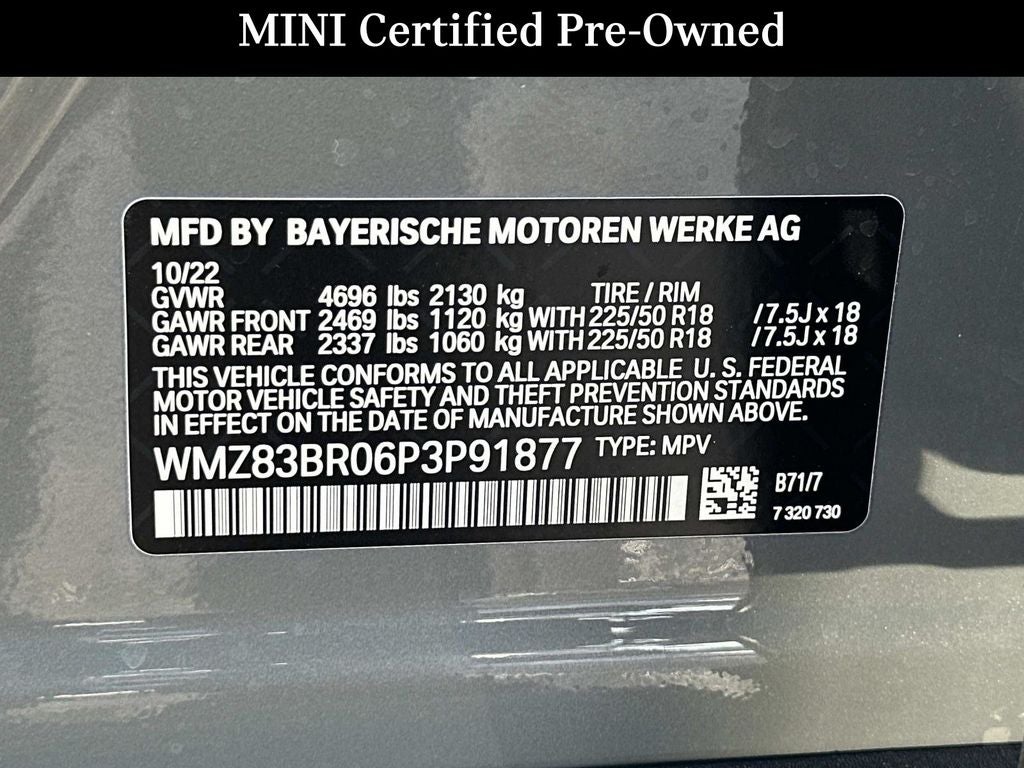 MINI Certified Pre-Owned
MFD BY BAYERISCHE MOTOREN WERKE AG
10/22
GVWR 4696 lbs 2130 kg TIRE / RIM
GAWR FRONT 2469 lbs 1120 kg WITH 225/50 R18 /7.5J x 18
GAWR REAR 2337 lbs 1060 kg WITH 225/50 R18 /7.5J x 18
THIS VEHICLE CONFORMS TO ALL APPLICABLE U. S. FEDERAL
MOTOR VEHICLE SAFETY AND THEFT PREVENTION STANDARDS
IN EFFECT ON THE DATE OF MANUFACTURE SHOWN ABOVE.
WMZ83BR06P3P91877 TYPE: MPV
B71/7
7 320 730